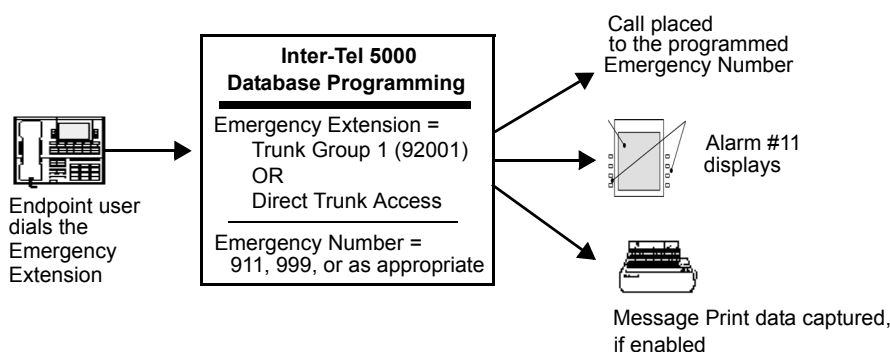 Endpoint user
dials the
Emergency
Extension
Inter-Tel 5000
Database Programming
Emergency Extension =
Trunk Group 1 (92001)
OR
Direct Trunk Access
Emergency Number =
911, 999, or as appropriate
Call placed
to the programmed
Emergency Number
Alarm #11
displays
Message Print data captured,
if enabled